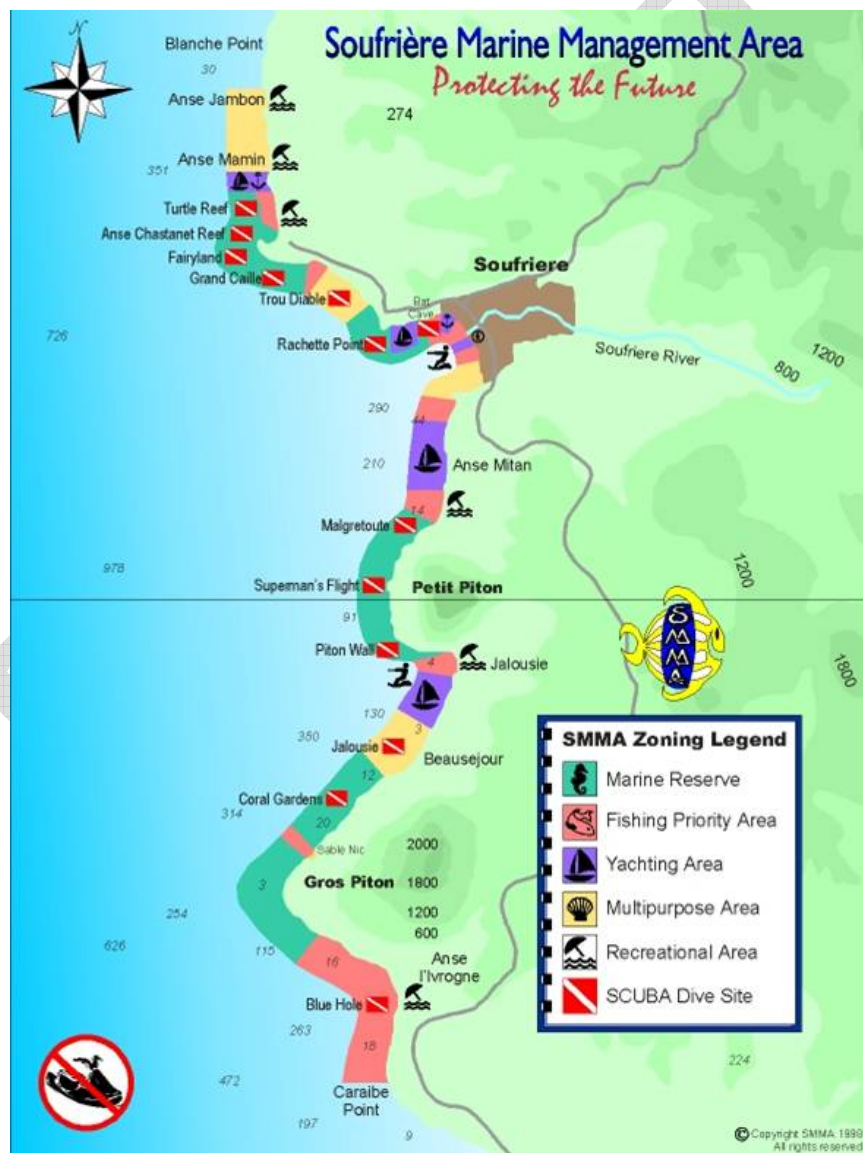 N
Soufrière Marine Management Area
Protecting the Future
Blanche Point
30
Anse Jambon
274
Anse Mamin
351
Turtle Reef
Anse Chastanet Reef
Fairyland
Grand Caille
Soufriere
Trou Diable
Bat
Cave
726
Rachette Point
Soufriere River
800
1200
290
44
210
Anse Mitan
14
Malgretoute
978
1200
Superman's Flight
Petit Piton
91
SMMA
Piton Wall
4
Jalousie
1800
130
3
350
Jalousie
Beausejour
12
Coral Gardens
314
20
Sable Nic
2000
3
Gros Piton
1800
254
1200
600
626
115
16
Anse
l'Ivrogne
Blue Hole
263
18
472
Caraibe
Point
197
9
224
SMMA Zoning Legend
Marine Reserve
Fishing Priority Area
Yachting Area
Multipurpose Area
Recreational Area
SCUBA Dive Site
© Copyright SMMA 1999
All rights reserved